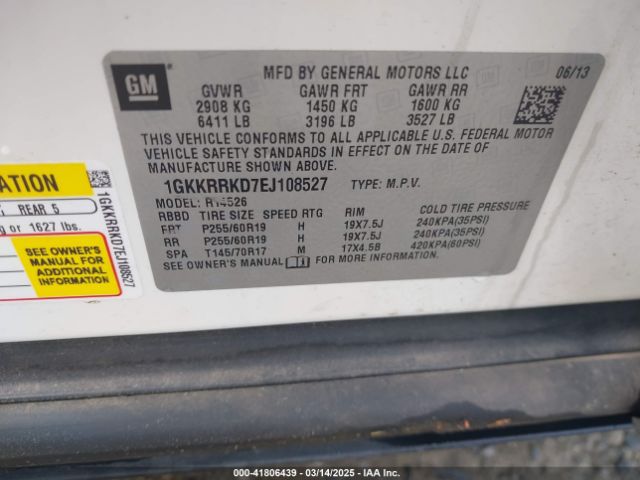 MFD BY GENERAL MOTORS LLC 06/13
GM
GVWR GAWR FRT GAWR RR
2908 KG 1450 KG 1600 KG
6411 LB 3196 LB 3527 LB
THIS VEHICLE CONFORMS TO ALL APPLICABLE U.S. FEDERAL MOTOR
VEHICLE SAFETY STANDARDS IN EFFECT ON THE DATE OF
MANUFACTURE SHOWN ABOVE.
1GKKRRKD7EJ108527 TYPE: M.P.V.
MODEL: R14526
RBBD TIRE SIZE SPEED RTG RIM COLD TIRE PRESSURE
FRT P255/60R19 H 19X7.5J 240KPA(35PSI)
RR P255/60R19 H 19X7.5J 240KPA(35PSI)
SPA T145/70R17 M 17X4.5B 420KPA(60PSI)
SEE OWNER'S MANUAL FOR MORE INFORMATION
REAR 5
or 1627 lbs.
SEE OWNER'S
MANUAL FOR
ADDITIONAL
INFORMATION
1GKKRRKD7EJ108527
000-41806439 - 03/14/2025 - IAA Inc.